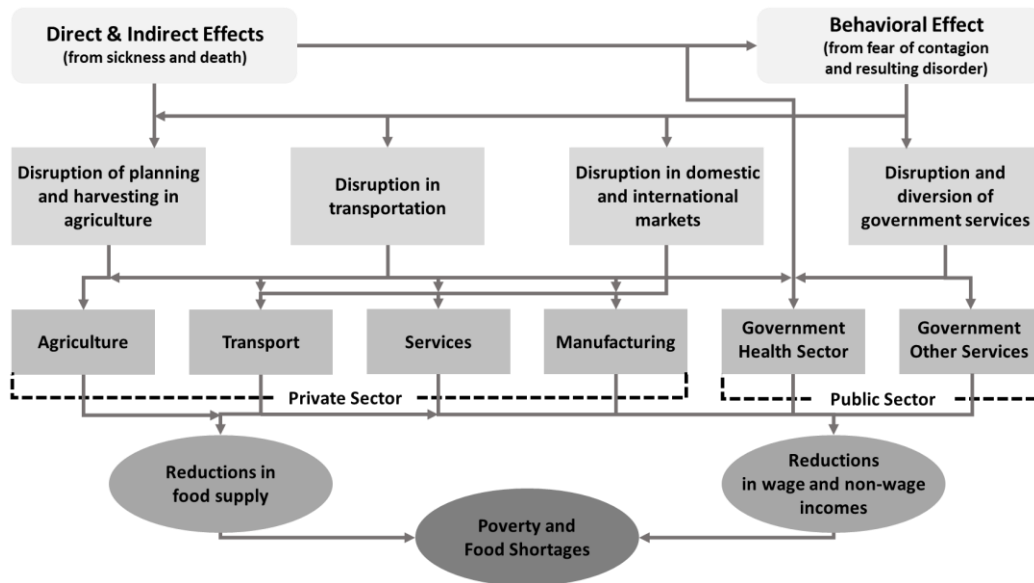 Direct & Indirect Effects
(from sickness and death)
Behavioral Effect
(from fear of contagion
and resulting disorder)
Disruption of planning
and harvesting in
agriculture
Disruption in
transportation
Disruption in domestic
and international
markets
Disruption and
diversion of
government services
Agriculture
Transport
Services
Manufacturing
Government
Health Sector
Government
Other Services
Private Sector
Public Sector
Reductions in
food supply
Reductions
in wage and non-wage
incomes
Poverty and
Food Shortages